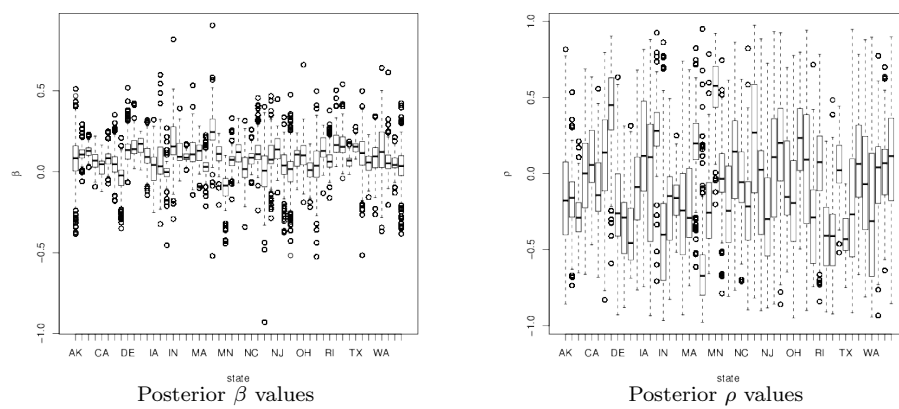 β
-1.0
-0.5
0.0
0.5
AK CA DE IA IN MA MN NC NJ OH RI TX WA
state
Posterior β values
ρ
-1.0
-0.5
0.0
0.5
1.0
AK CA DE IA IN MA MN NC NJ OH RI TX WA
state
Posterior ρ values